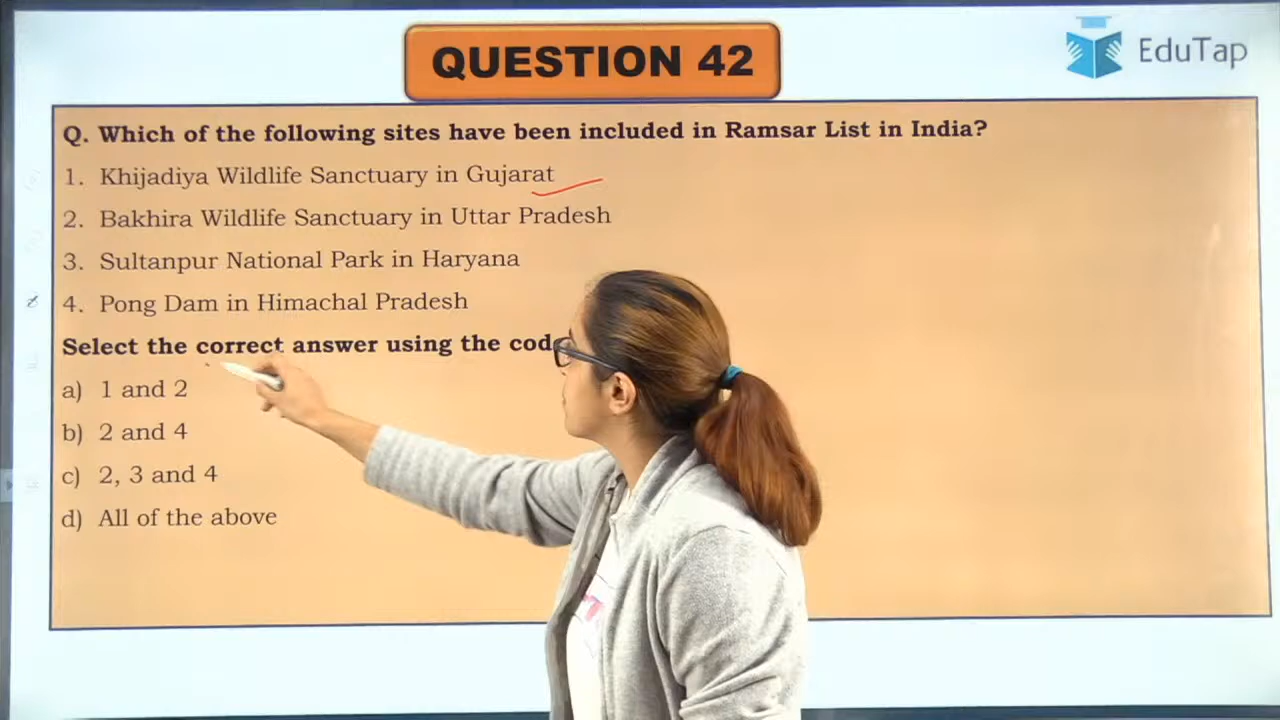 QUESTION 42
EduTap
Q. Which of the following sites have been included in Ramsar List in India?
1. Khijadiya Wildlife Sanctuary in Gujarat
2. Bakhira Wildlife Sanctuary in Uttar Pradesh
3. Sultanpur National Park in Haryana
4. Pong Dam in Himachal Pradesh
Select the correct answer using the cod
a) 1 and 2
b) 2 and 4
c) 2, 3 and 4
d) All of the above